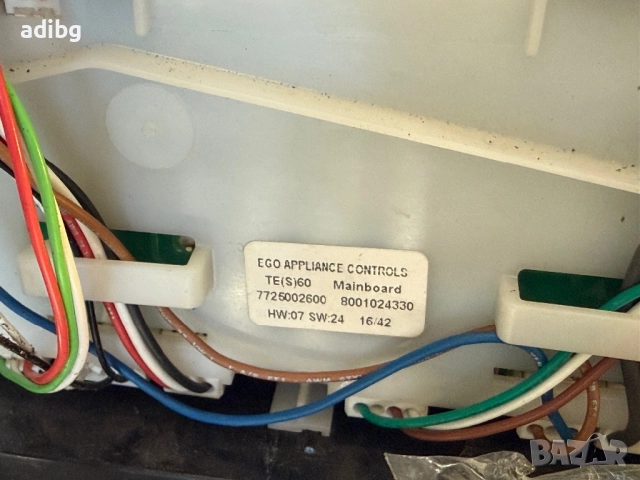 adibg
EGO APPLIANCE CONTROLS
TE(S)60 Mainboard
7725002600 8001024330
HW:07 SW:24 16/42
BAZAR